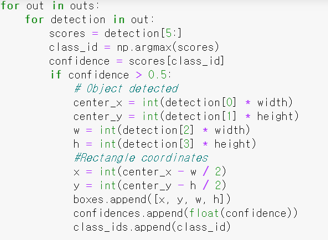 for out in outs:
    for detection in out:
        scores = detection[5:]
        class_id = np.argmax(scores)
        confidence = scores[class_id]
        if confidence > 0.5:
            # Object detected
            center_x = int(detection[0] * width)
            center_y = int(detection[1] * height)
            w = int(detection[2] * width)
            h = int(detection[3] * height)
            #Rectangle coordinates
            x = int(center_x - w / 2)
            y = int(center_y - h / 2)
            boxes.append([x, y, w, h])
            confidences.append(float(confidence))
            class_ids.append(class_id)